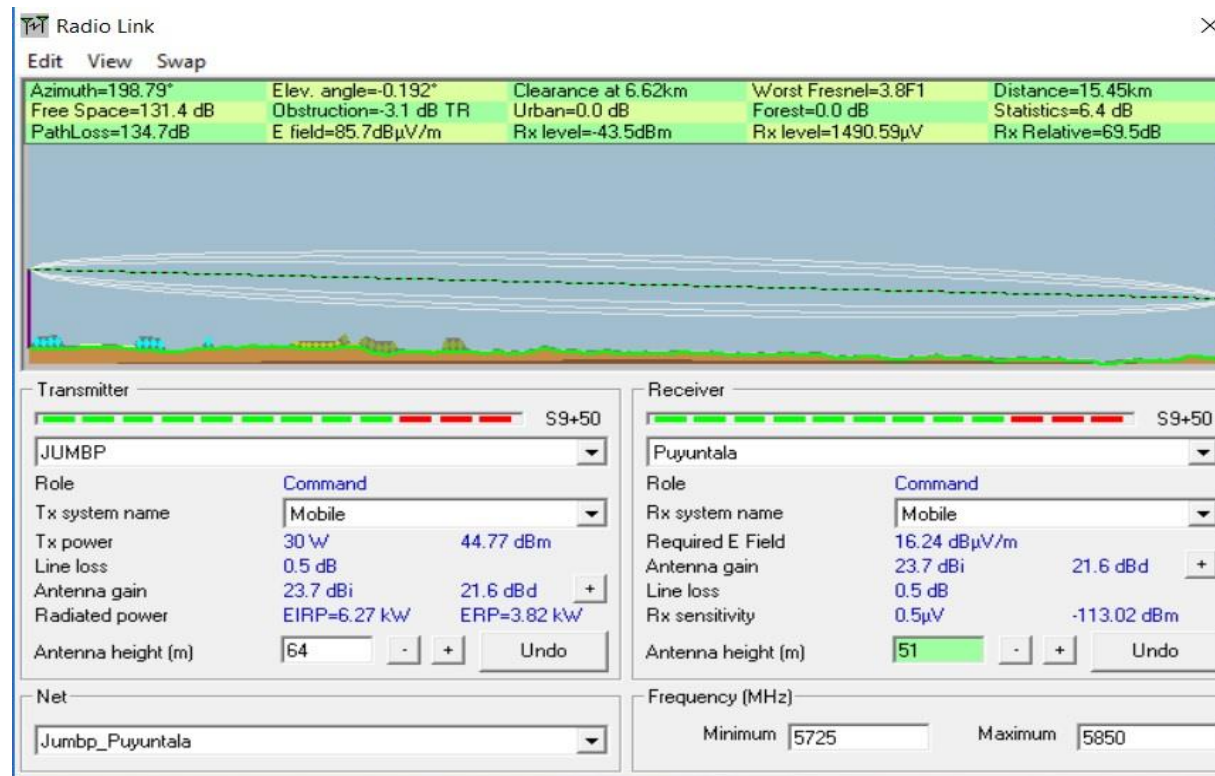 Radio Link
Edit View Swap
Azimuth=198.79° Elev. angle=-0.192° Clearance at 6.62km Worst Fresnel=3.8F1 Distance=15.45km
Free Space=131.4 dB Obstruction=-3.1 dB TR Urban=0.0 dB Forest=0.0 dB Statistics=6.4 dB
PathLoss=134.7dB E field=85.7dBµV/m Rx level=-43.5dBm Rx level=1490.59µV Rx Relative=69.5dB
Transmitter
S9+50
JUMBP
Role Command
Tx system name Mobile
Tx power 30 W 44.77 dBm
Line loss 0.5 dB
Antenna gain 23.7 dBi 21.6 dBd +
Radiated power EIRP=6.27 kW ERP=3.82 kW
Antenna height (m) 64 - + Undo
Net
Jumbp_Puyuntala
Receiver
S9+50
Puyuntala
Role Command
Rx system name Mobile
Required E Field 16.24 dBµV/m
Antenna gain 23.7 dBi 21.6 dBd +
Line loss 0.5 dB
Rx sensitivity 0.5µV -113.02 dBm
Antenna height (m) 51 - + Undo
Frequency (MHz)
Minimum 5725 Maximum 5850